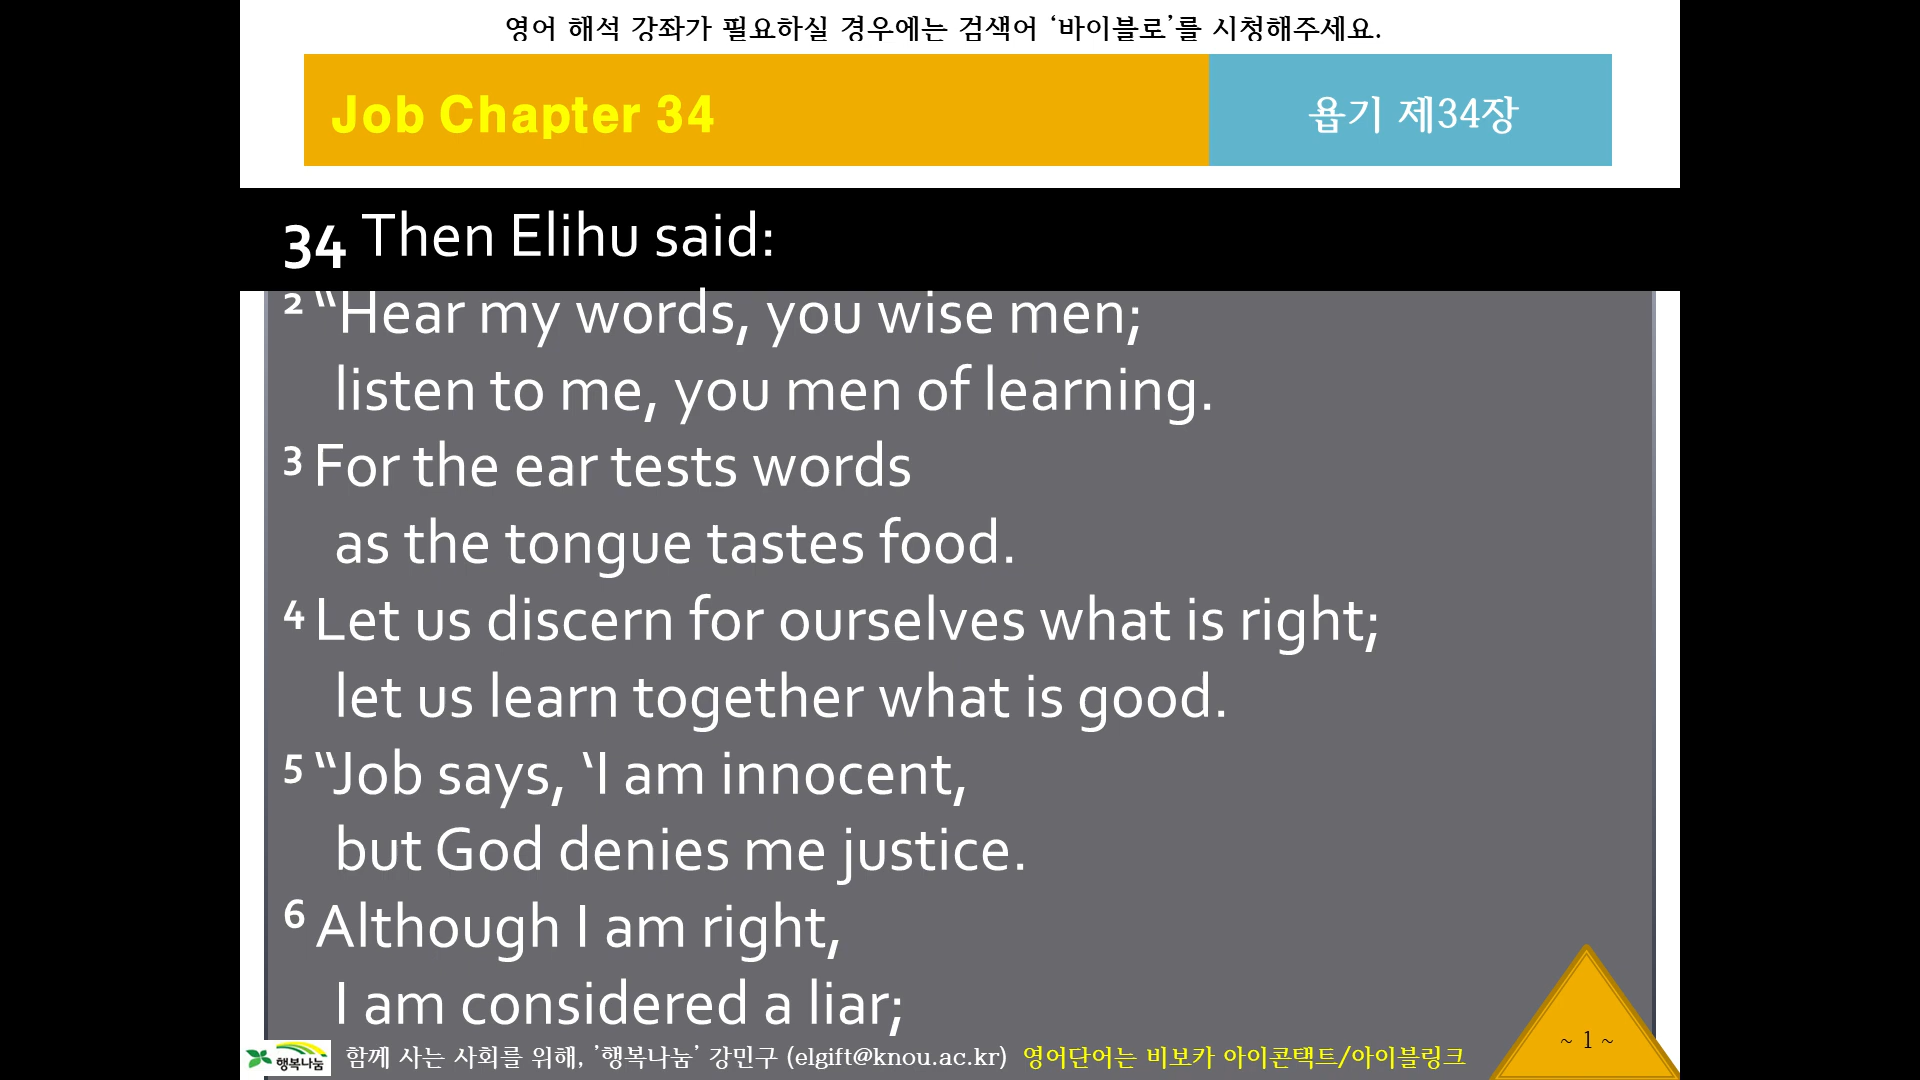 영어 해석 강좌가 필요하실 경우에는 검색어 ‘바이블로’를 시청해주세요.
Job Chapter 34
욥기 제34장
34 Then Elihu said:
2 “Hear my words, you wise men;
listen to me, you men of learning.
3 For the ear tests words
as the tongue tastes food.
4 Let us discern for ourselves what is right;
let us learn together what is good.
5 “Job says, ‘I am innocent,
but God denies me justice.
6 Although I am right,
I am considered a liar;
행복나눔 함께 사는 사회를 위해, ’행복나눔’ 강민구 (elgift@knou.ac.kr) 영어단어는 비보카 아이콘택트/아이블링크
~ 1 ~